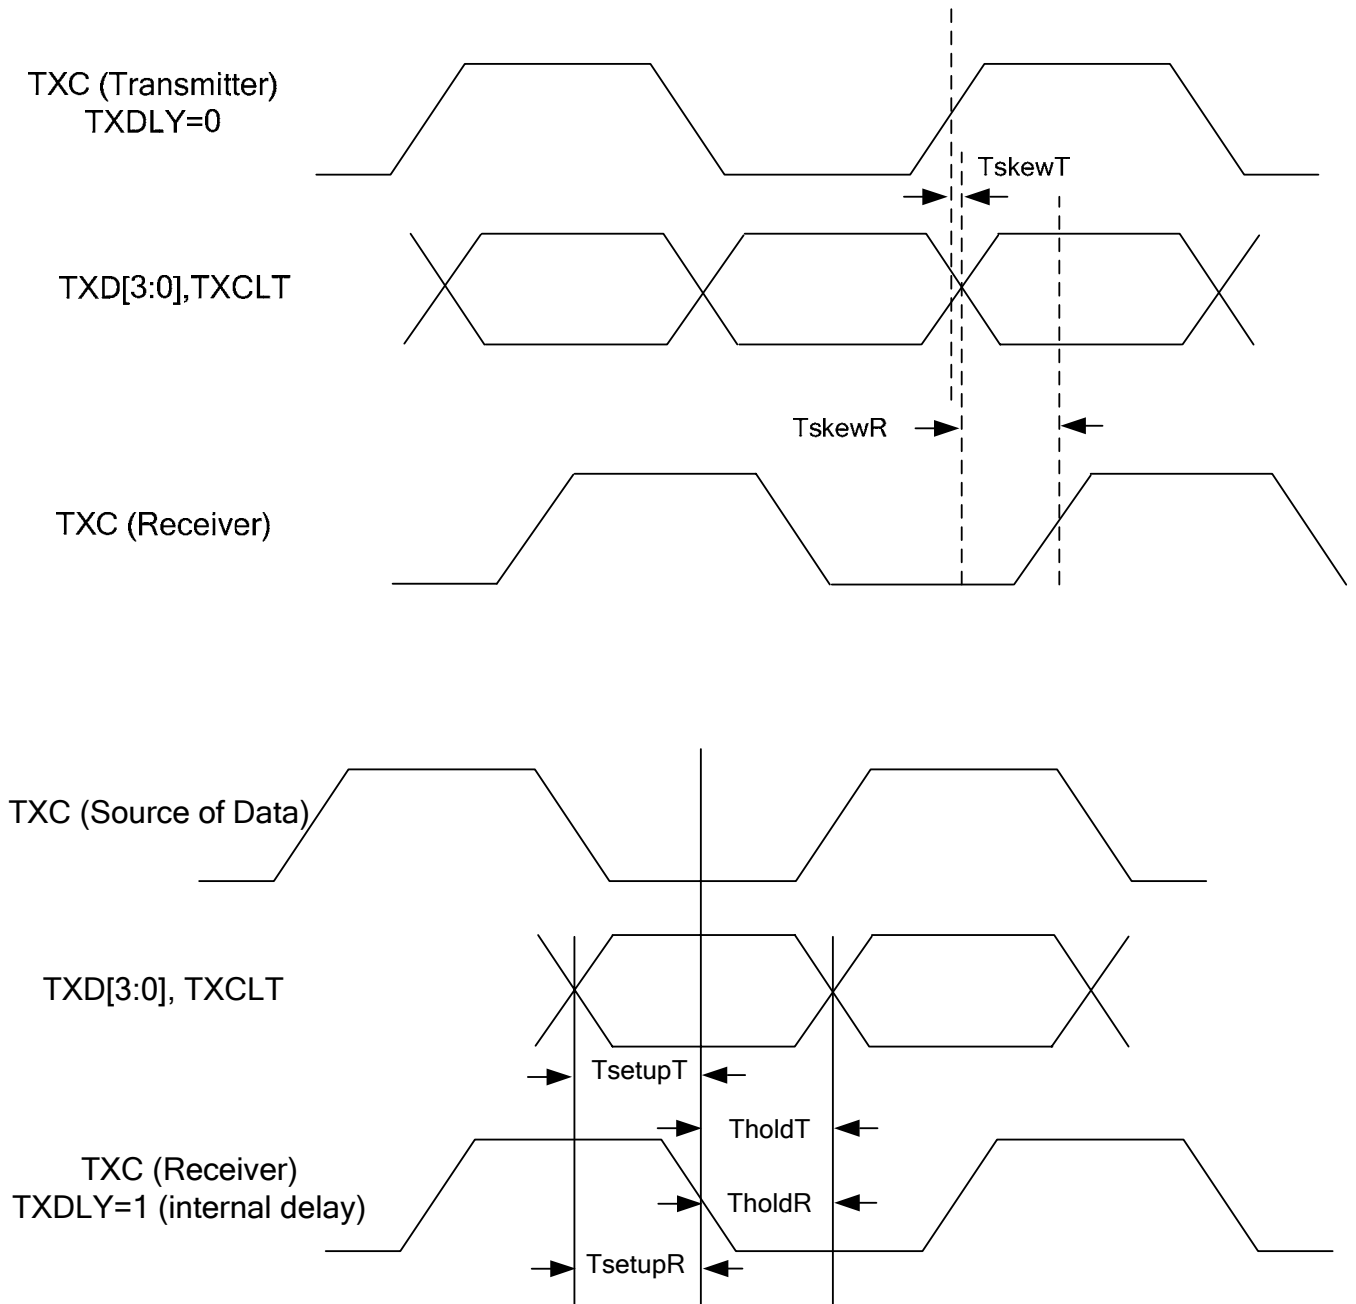 TXC (Transmitter)
TXDLY=0
TskewT
TXD[3:0],TXCLT
TskewR
TXC (Receiver)
TXC (Source of Data)
TXD[3:0], TXCLT
TsetupT
TholdT
TXC (Receiver)
TXDLY=1 (internal delay)
TholdR
TsetupR